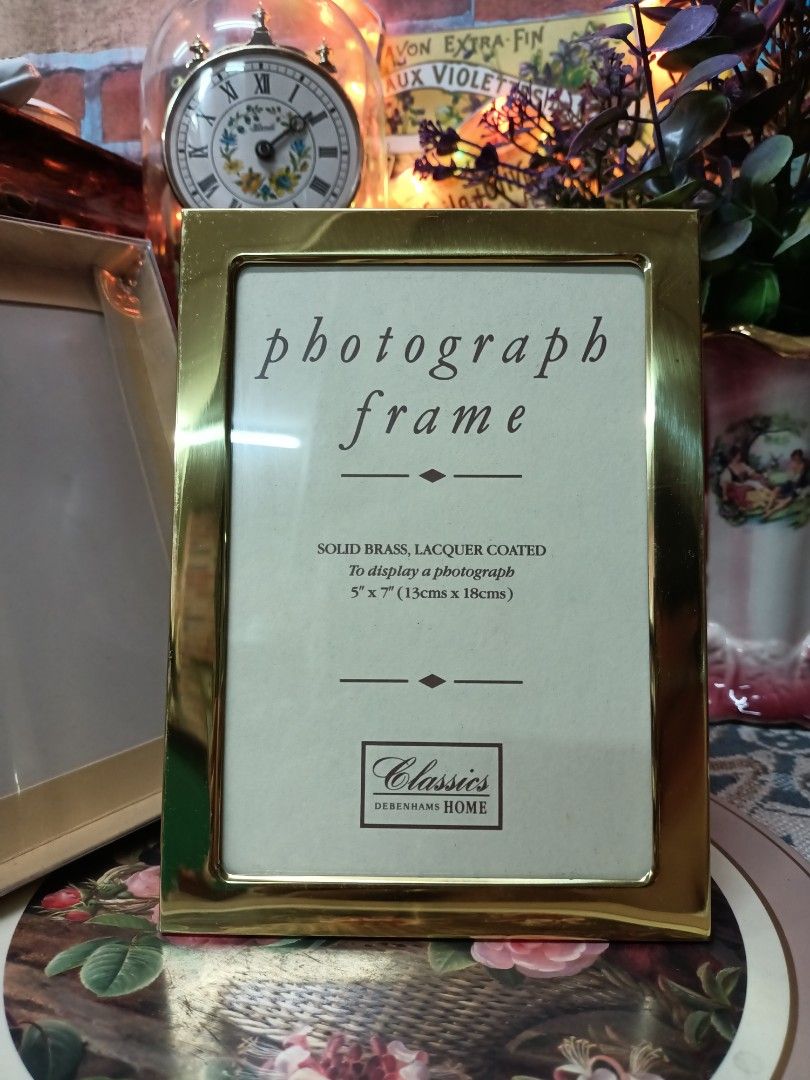 AVON EXTRA-FIN
AUX VIOLETTES
photograph
frame
SOLID BRASS, LACQUER COATED
To display a photograph
5" x 7" (13cms x 18cms)
Classics
DEBENHAMS HOME